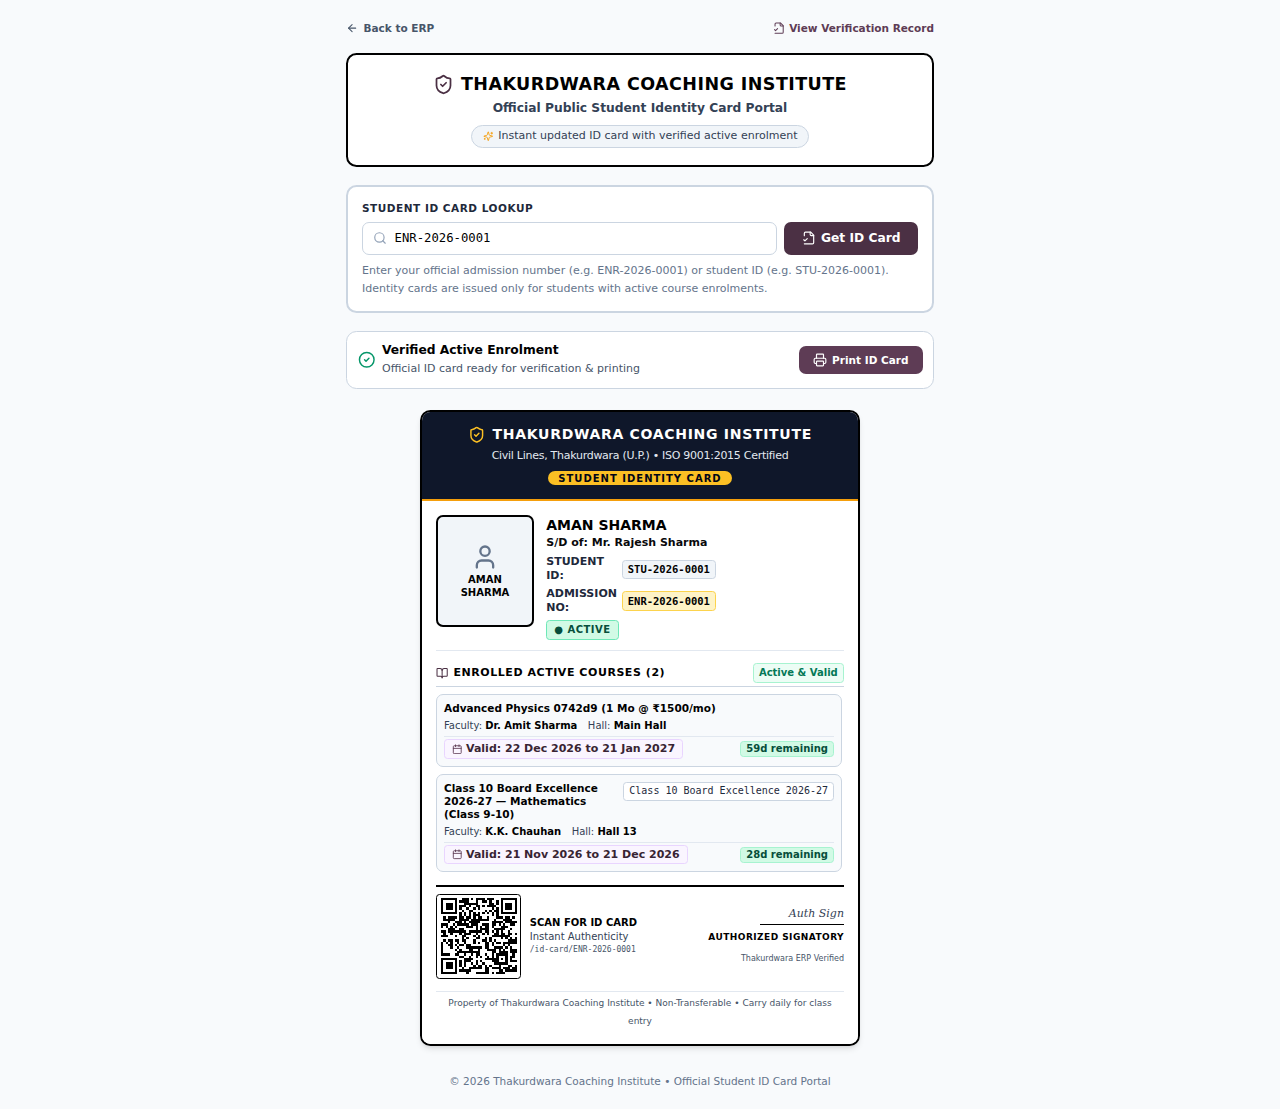 Back to ERP
View Verification Record
THAKURDWARA COACHING INSTITUTE
Official Public Student Identity Card Portal
Instant updated ID card with verified active enrolment
STUDENT ID CARD LOOKUP
ENR-2026-0001
Get ID Card
Enter your official admission number (e.g. ENR-2026-0001) or student ID (e.g. STU-2026-0001).
Identity cards are issued only for students with active course enrolments.
Verified Active Enrolment
Official ID card ready for verification & printing
Print ID Card
THAKURDWARA COACHING INSTITUTE
Civil Lines, Thakurdwara (U.P.) • ISO 9001:2015 Certified
STUDENT IDENTITY CARD
AMAN
SHARMA
AMAN SHARMA
S/D of: Mr. Rajesh Sharma
STUDENT
ID:
STU-2026-0001
ADMISSION
NO:
ENR-2026-0001
● ACTIVE
ENROLLED ACTIVE COURSES (2)
Active & Valid
Advanced Physics 0742d9 (1 Mo @ ₹1500/mo)
Faculty: Dr. Amit Sharma Hall: Main Hall
Valid: 22 Dec 2026 to 21 Jan 2027
59d remaining
Class 10 Board Excellence
2026-27 — Mathematics
(Class 9-10)
Class 10 Board Excellence 2026-27
Faculty: K.K. Chauhan Hall: Hall 13
Valid: 21 Nov 2026 to 21 Dec 2026
28d remaining
SCAN FOR ID CARD
Instant Authenticity
/id-card/ENR-2026-0001
Auth Sign
AUTHORIZED SIGNATORY
Thakurdwara ERP Verified
Property of Thakurdwara Coaching Institute • Non-Transferable • Carry daily for class
entry
© 2026 Thakurdwara Coaching Institute • Official Student ID Card Portal